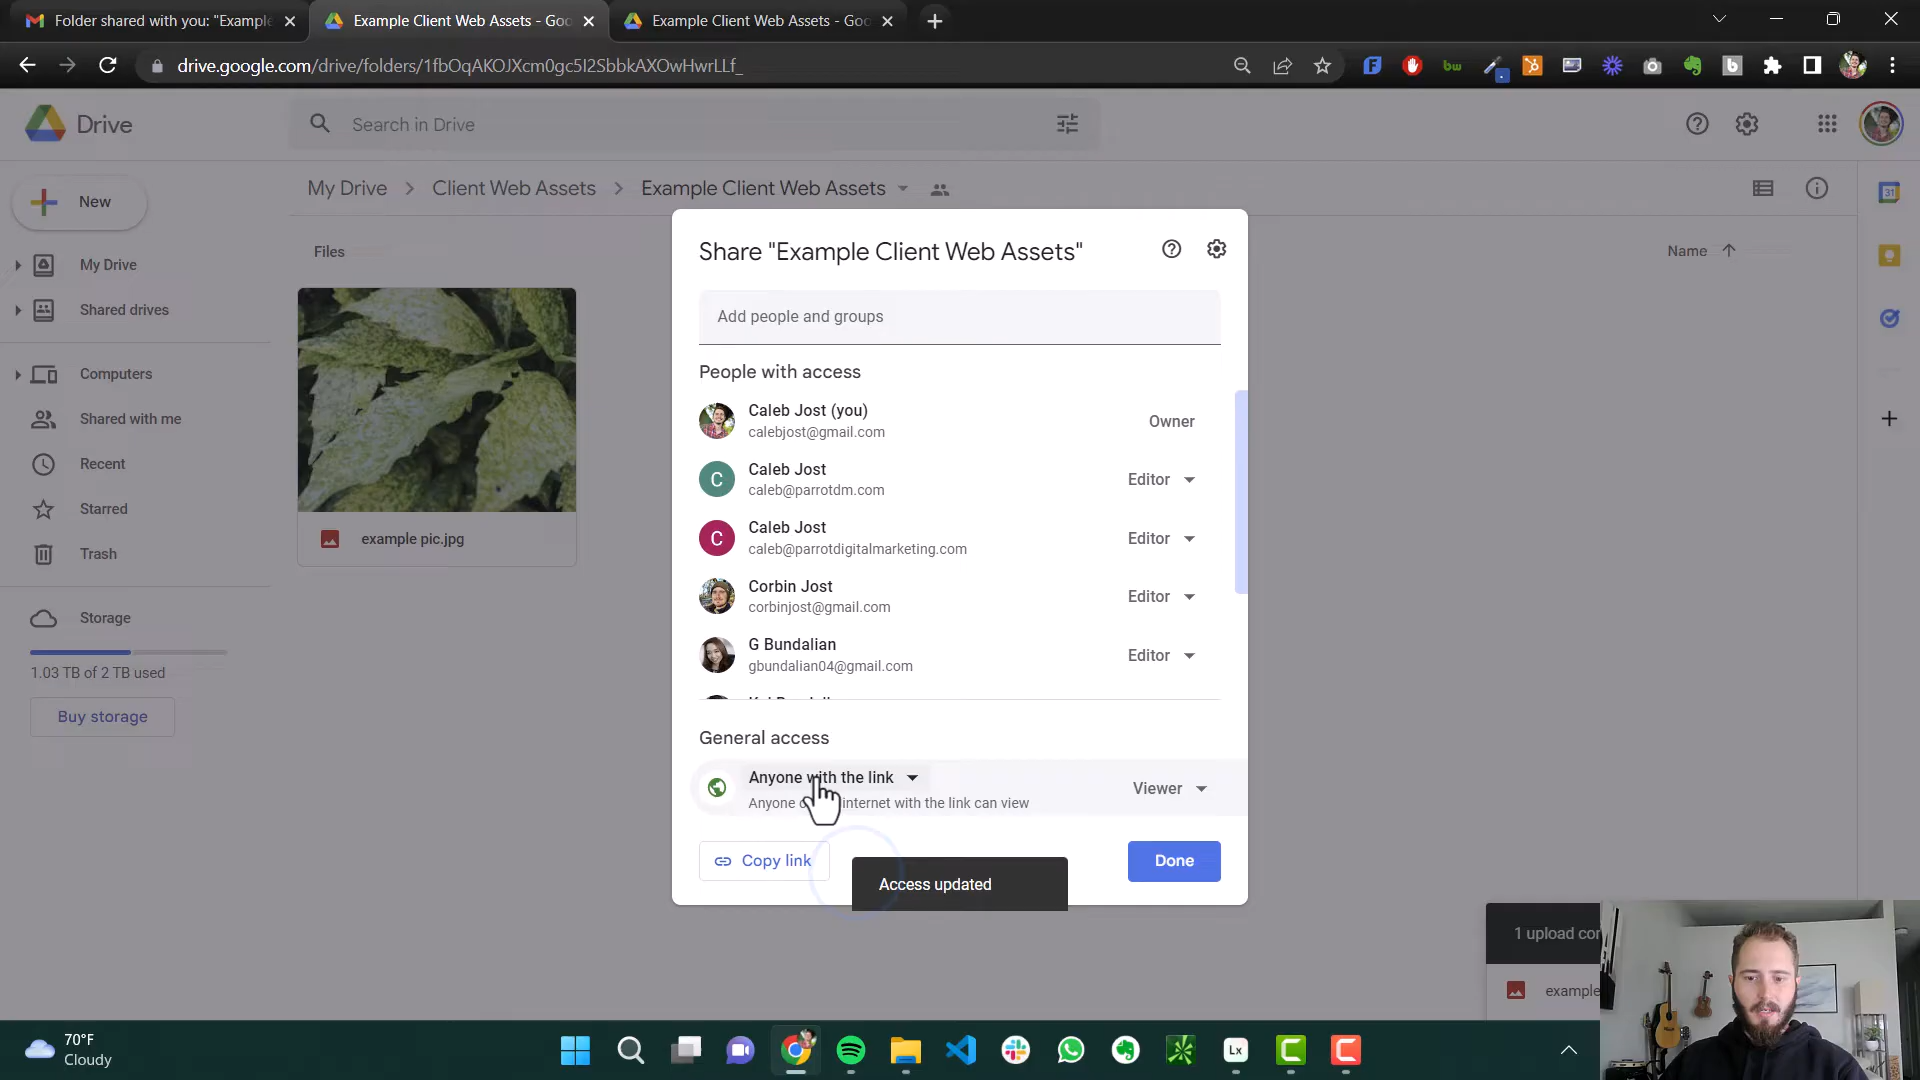 Folder shared with you: "Example
Example Client Web Assets - Goo
Example Client Web Assets - Goo
drive.google.com/drive/folders/1fbOqAKOJXcm0gc5I2SbbkAXOwHwrLLf_
bw
b
Drive
Search in Drive
My Drive
Client Web Assets
Example Client Web Assets
New
Files
Name
My Drive
Shared drives
Computers
Shared with me
Recent
Starred
Trash
Storage
1.03 TB of 2 TB used
Buy storage
example pic.jpg
31
Share "Example Client Web Assets"
Add people and groups
People with access
Caleb Jost (you)
calebjost@gmail.com
Owner
C
Caleb Jost
caleb@parrotdm.com
Editor
C
Caleb Jost
caleb@parrotdigitalmarketing.com
Editor
Corbin Jost
corbinjost@gmail.com
Editor
G Bundalian
gbundalian04@gmail.com
Editor
General access
Anyone with the link
Anyone internet with the link can view
Viewer
Copy link
Access updated
Done
1 upload
example
70°F
Cloudy
Lx